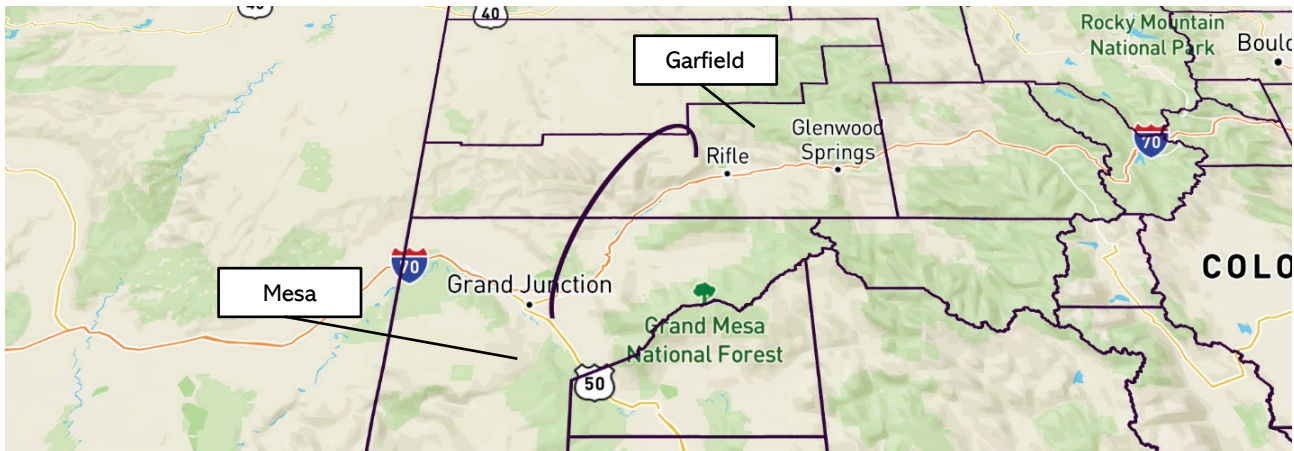 40
40
Rocky Mountain
National Park
Bould
Garfield
Glenwood
Springs
70
Rifle
70
COLO
Mesa
Grand Junction
Grand Mesa
National Forest
50